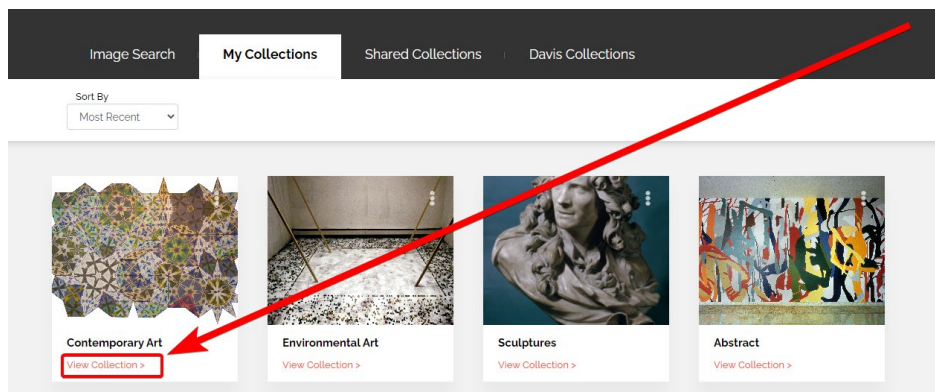 Image Search My Collections Shared Collections Davis Collections
Sort By
Most Recent
Contemporary Art Environmental Art Sculptures Abstract
View Collection > View Collection > View Collection > View Collection >